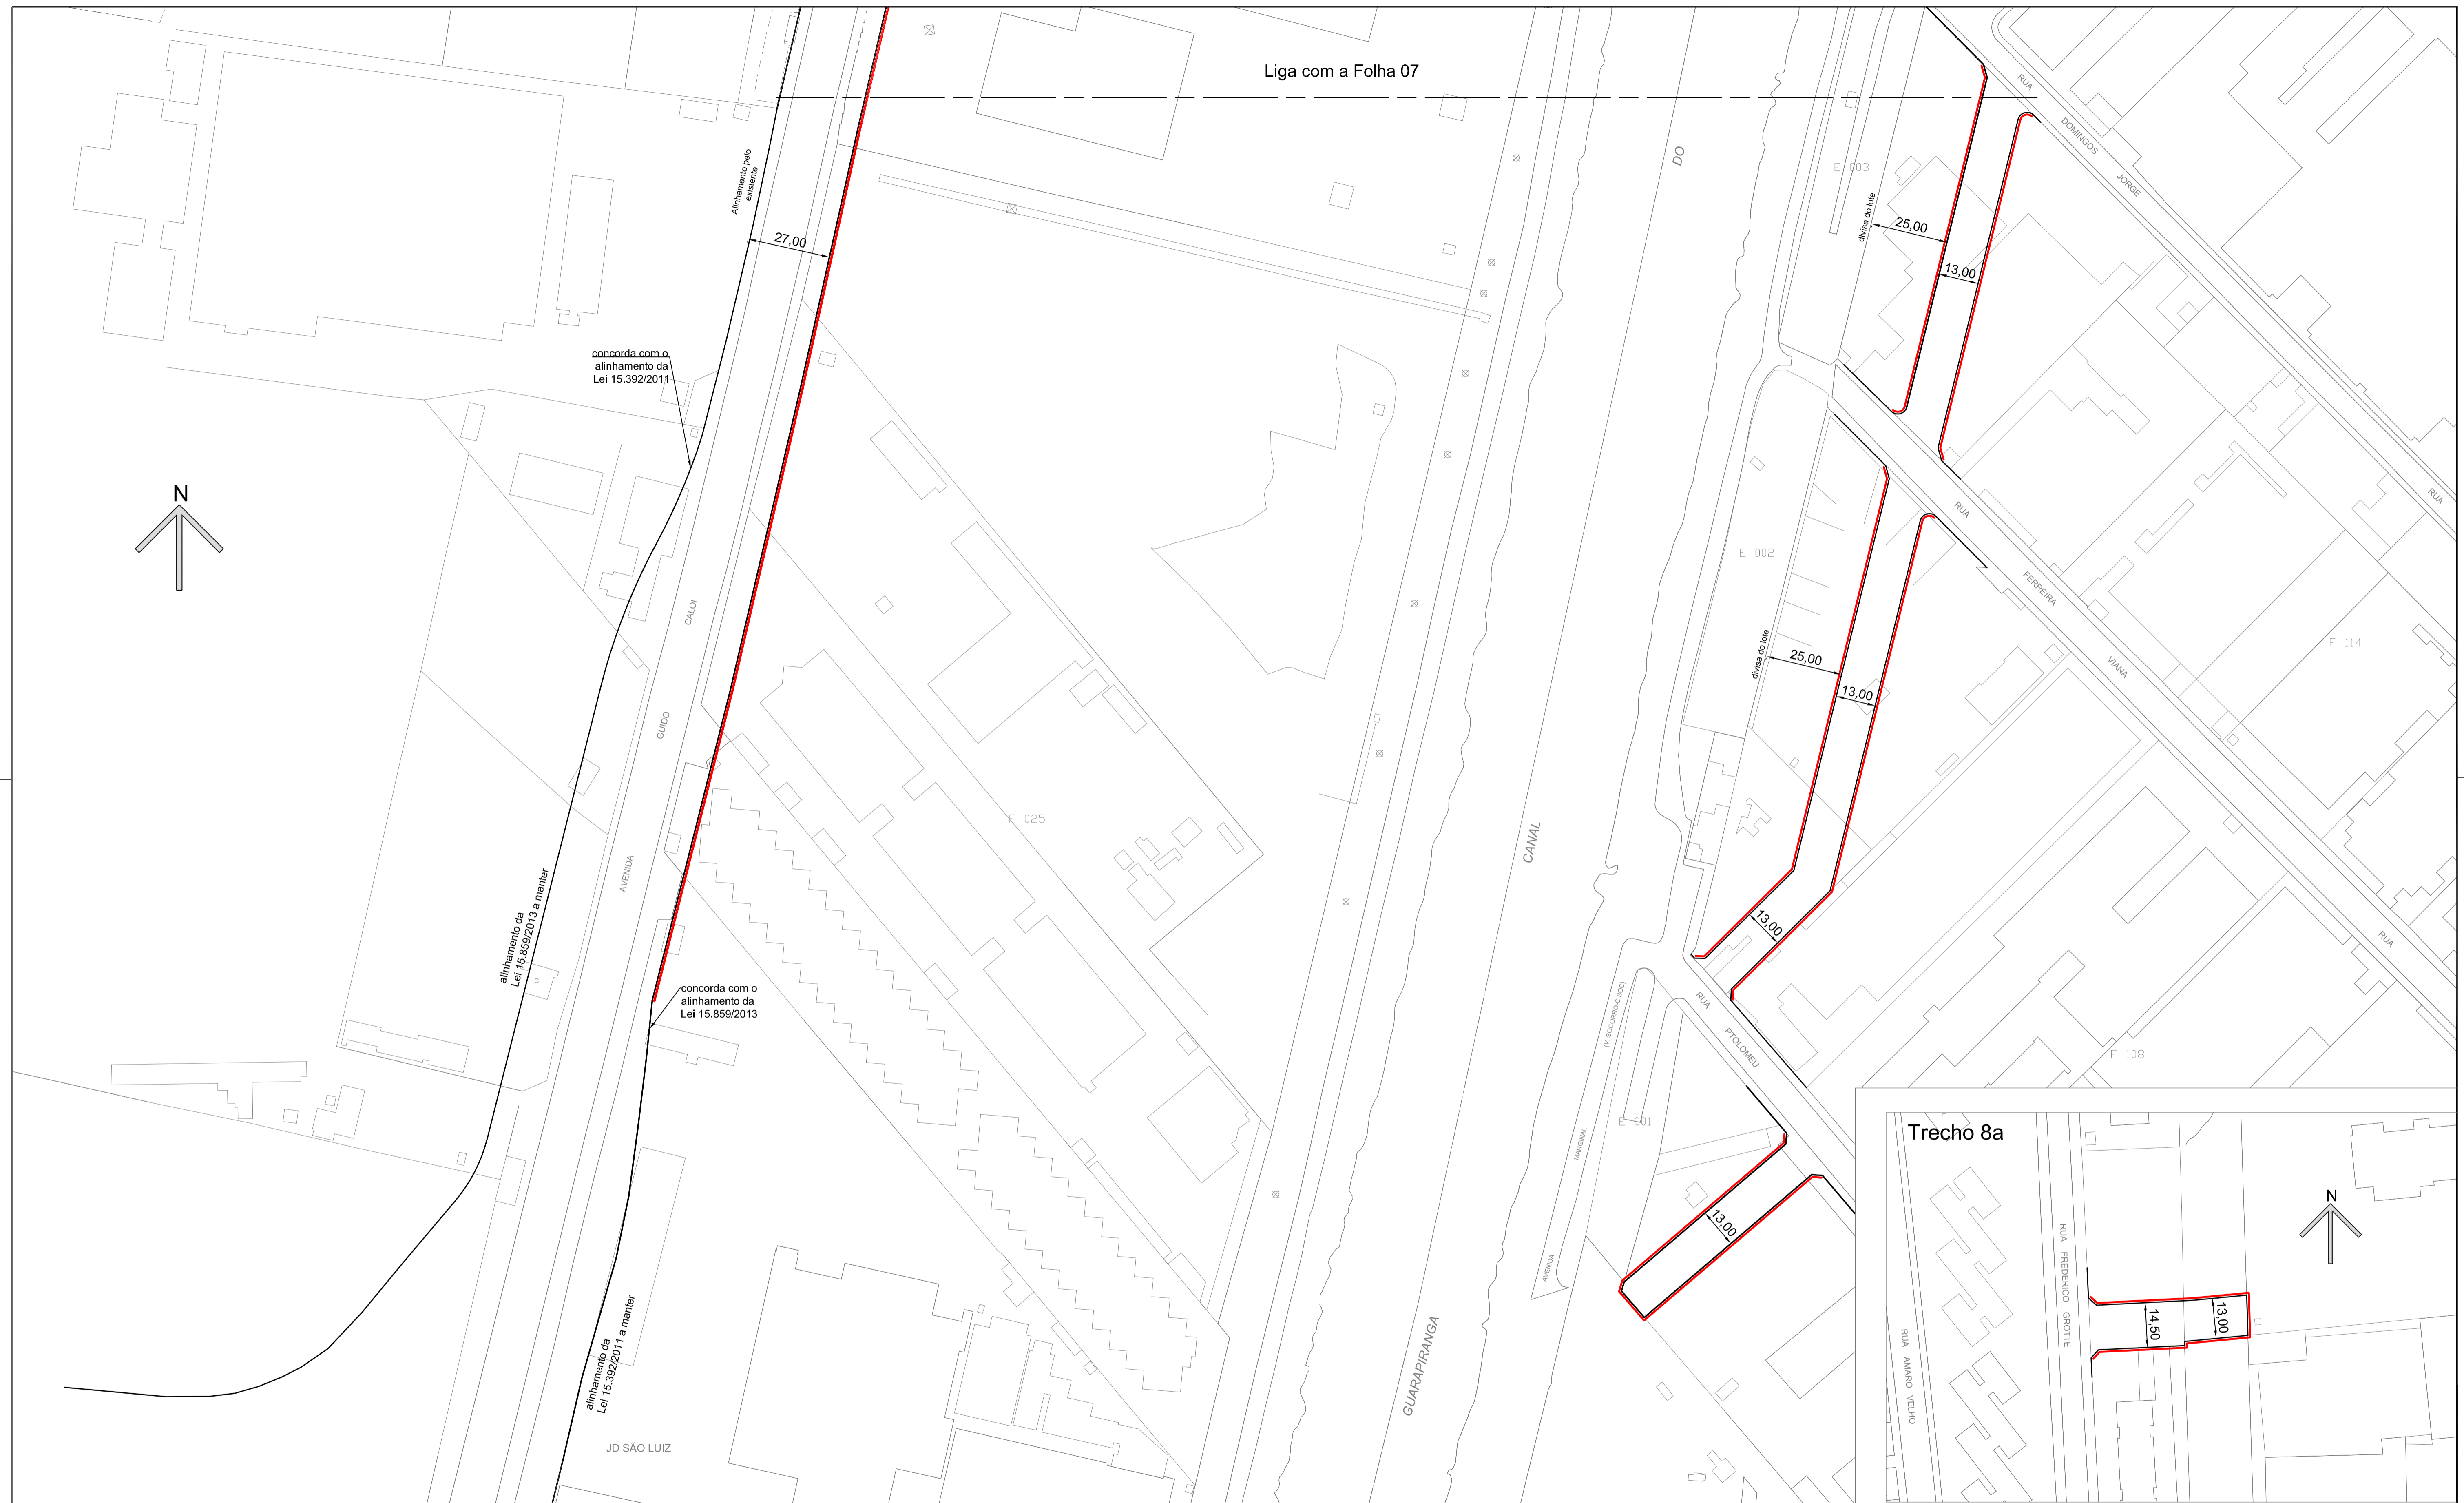 Liga com a Folha 07
RUA
DOMINGOS
JORGE
RUA
DO
E 003
divisa do lote
25,00
13,00
Alinhamento pelo
existente
27,00
concorda com o
alinhamento da
Lei 15.392/2011
N
E 002
RUA
FERREIRA
VIANA
RUA
F 114
divisa do lote
25,00
13,00
CALOI
GUIDO
AVENIDA
F 025
CANAL
alinhamento da
Lei 15.859/2013 a manter
C
13,00
concorda com o
alinhamento da
Lei 15.859/2013
(V. SOCORRO-C SOC)
MARGINAL
AVENIDA
RUA
PTOLOMEU
F 108
E 001
13,00
GUARAPIRANGA
alinhamento da
Lei 15.392/2011 a manter
JD SÃO LUIZ
Trecho 8a
N
RUA FREDERICO GROTTE
RUA AMARO VELHO
14,50
13,00